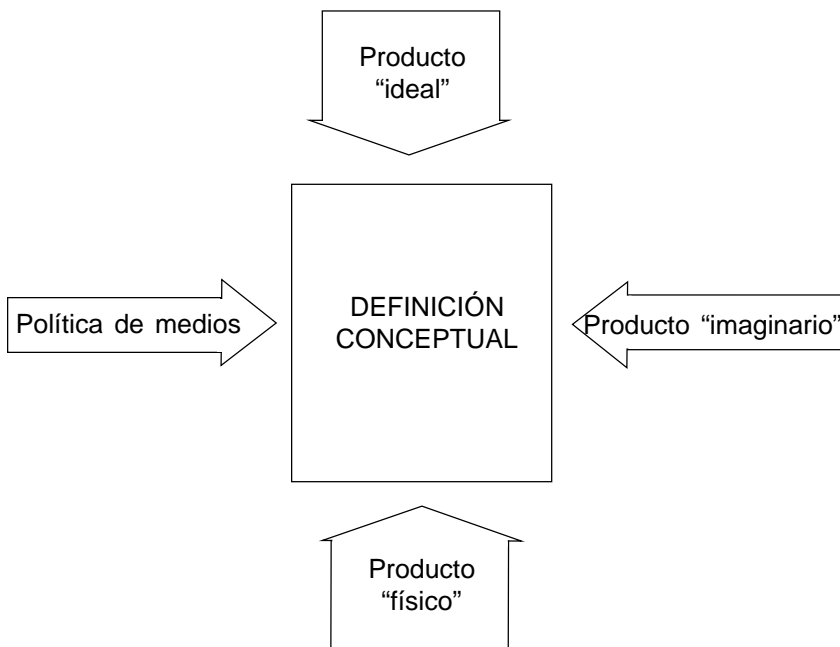 Producto
“ideal”
Política de medios
DEFINICIÓN
CONCEPTUAL
Producto “imaginario”
Producto
“físico”